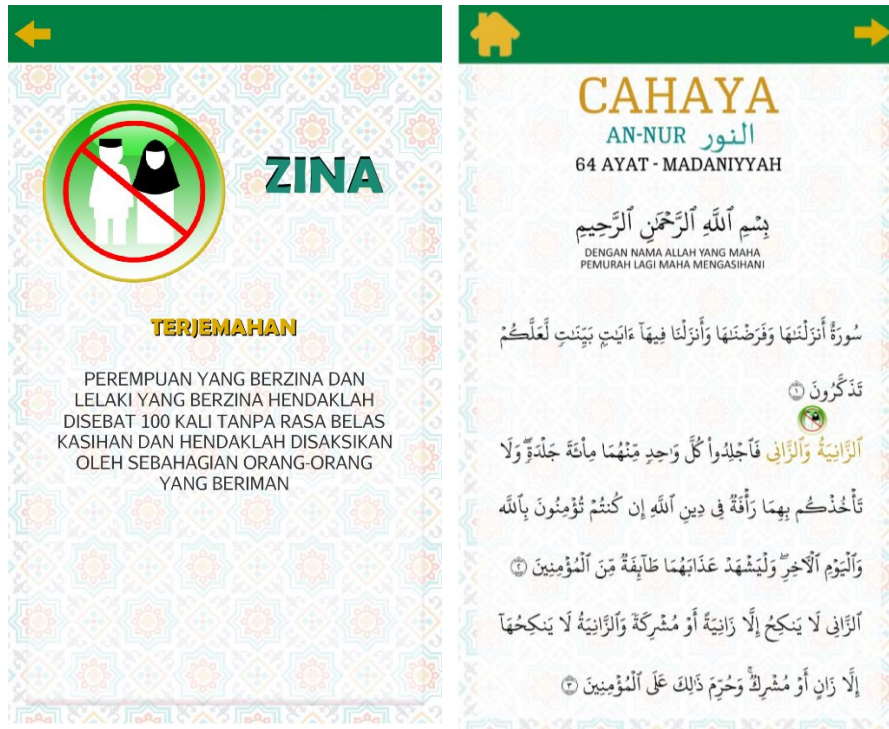 ZINA
TERJEMAHAN
PEREMPUAN YANG BERZINA DAN
LELAKI YANG BERZINA HENDAKLAH
DISEBAT 100 KALI TANPA RASA BELAS
KASIHAN DAN HENDAKLAH DISAKSIKAN
OLEH SEBAHAGIAN ORANG-ORANG
YANG BERIMAN
CAHAYA
AN-NUR النور
64 AYAT - MADANIYYAH
بِسْمِ ٱللَّهِ ٱلرَّحْمَٰنِ ٱلرَّحِيمِ
DENGAN NAMA ALLAH YANG MAHA
PEMURAH LAGI MAHA MENGASIHANI
سُورَةٌ أَنزَلْنَٰهَا وَفَرَضْنَٰهَا وَأَنزَلْنَا فِيهَآ ءَايَٰتٍۭ بَيِّنَٰتٍ لَّعَلَّكُمْ
تَذَكَّرُونَ ١
ٱلزَّانِيَةُ وَٱلزَّانِى فَٱجْلِدُوا۟ كُلَّ وَٰحِدٍ مِّنْهُمَا مِا۟ئَةَ جَلْدَةٍ ۖ وَلَا
تَأْخُذْكُم بِهِمَا رَأْفَةٌ فِى دِينِ ٱللَّهِ إِن كُنتُمْ تُؤْمِنُونَ بِٱللَّهِ
وَٱلْيَوْمِ ٱلْءَاخِرِ ۖ وَلْيَشْهَدْ عَذَابَهُمَا طَآئِفَةٌ مِّنَ ٱلْمُؤْمِنِينَ ٢
ٱلزَّانِى لَا يَنكِحُ إِلَّا زَانِيَةً أَوْ مُشْرِكَةً وَٱلزَّانِيَةُ لَا يَنكِحُهَآ
إِلَّا زَانٍ أَوْ مُشْرِكٌ ۚ وَحُرِّمَ ذَٰلِكَ عَلَى ٱلْمُؤْمِنِينَ ٣